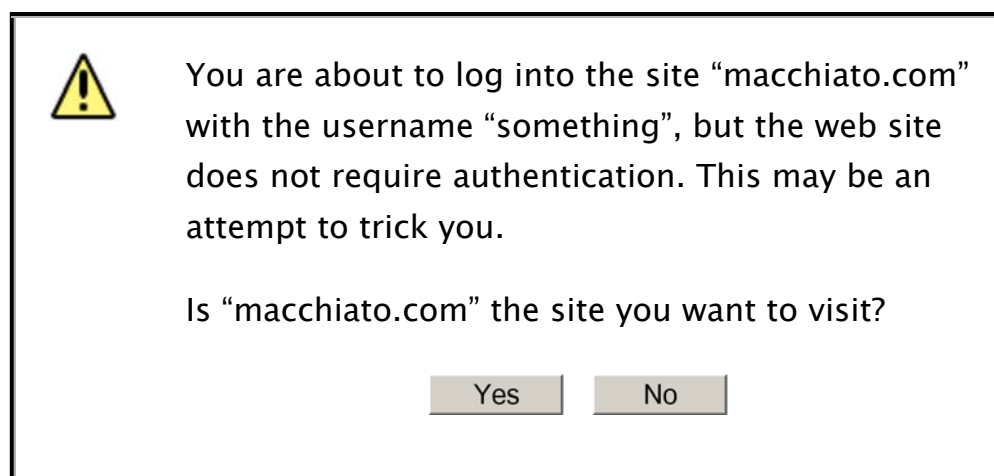 You are about to log into the site “macchiato.com”
with the username “something”, but the web site
does not require authentication. This may be an
attempt to trick you.
Is “macchiato.com” the site you want to visit?
Yes No